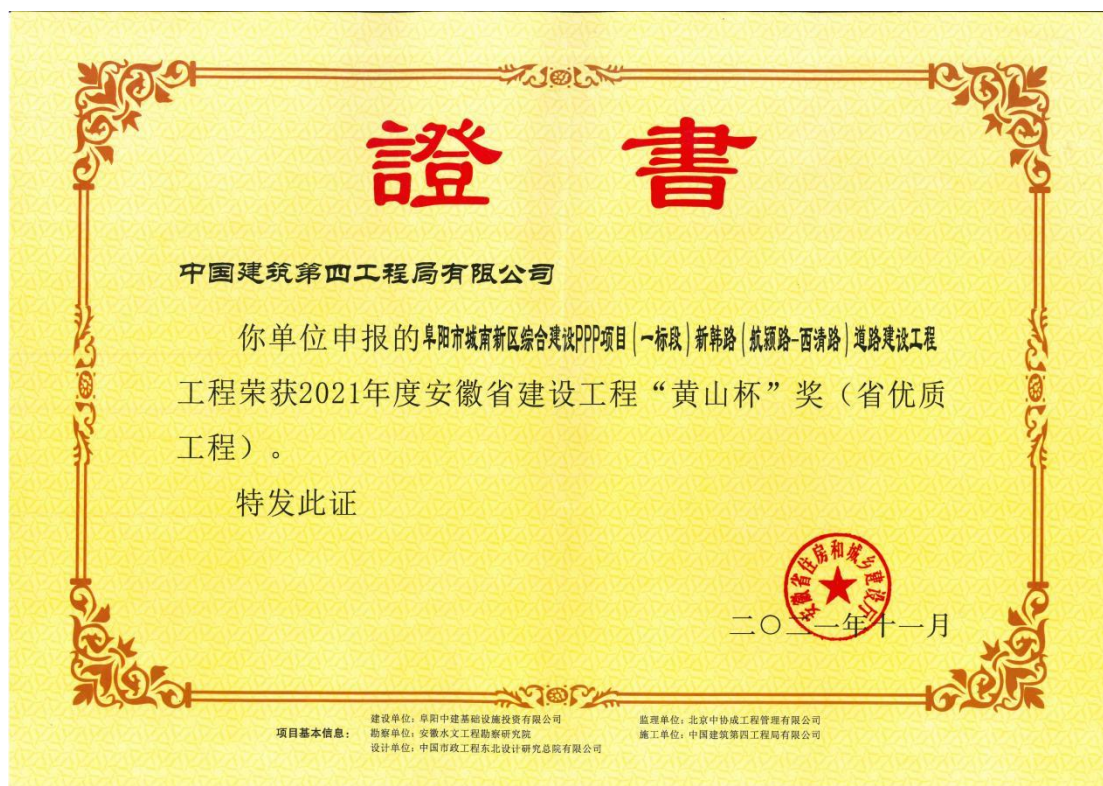 證書
中国建筑第四工程局有限公司
你单位申报的阜阳市城南新区综合建设PPP项目(一标段)新韩路(航颍路-西清路)道路建设工程
工程荣获2021年度安徽省建设工程“黄山杯”奖（省优质
工程）。
特发此证
安徽省住房和城乡建设厅
二〇二一年十一月
项目基本信息：
建设单位：阜阳中建基础设施投资有限公司
勘察单位：安徽水文工程勘察研究院
设计单位：中国市政工程东北设计研究总院有限公司
监理单位：北京中协成工程管理有限公司
施工单位：中国建筑第四工程局有限公司